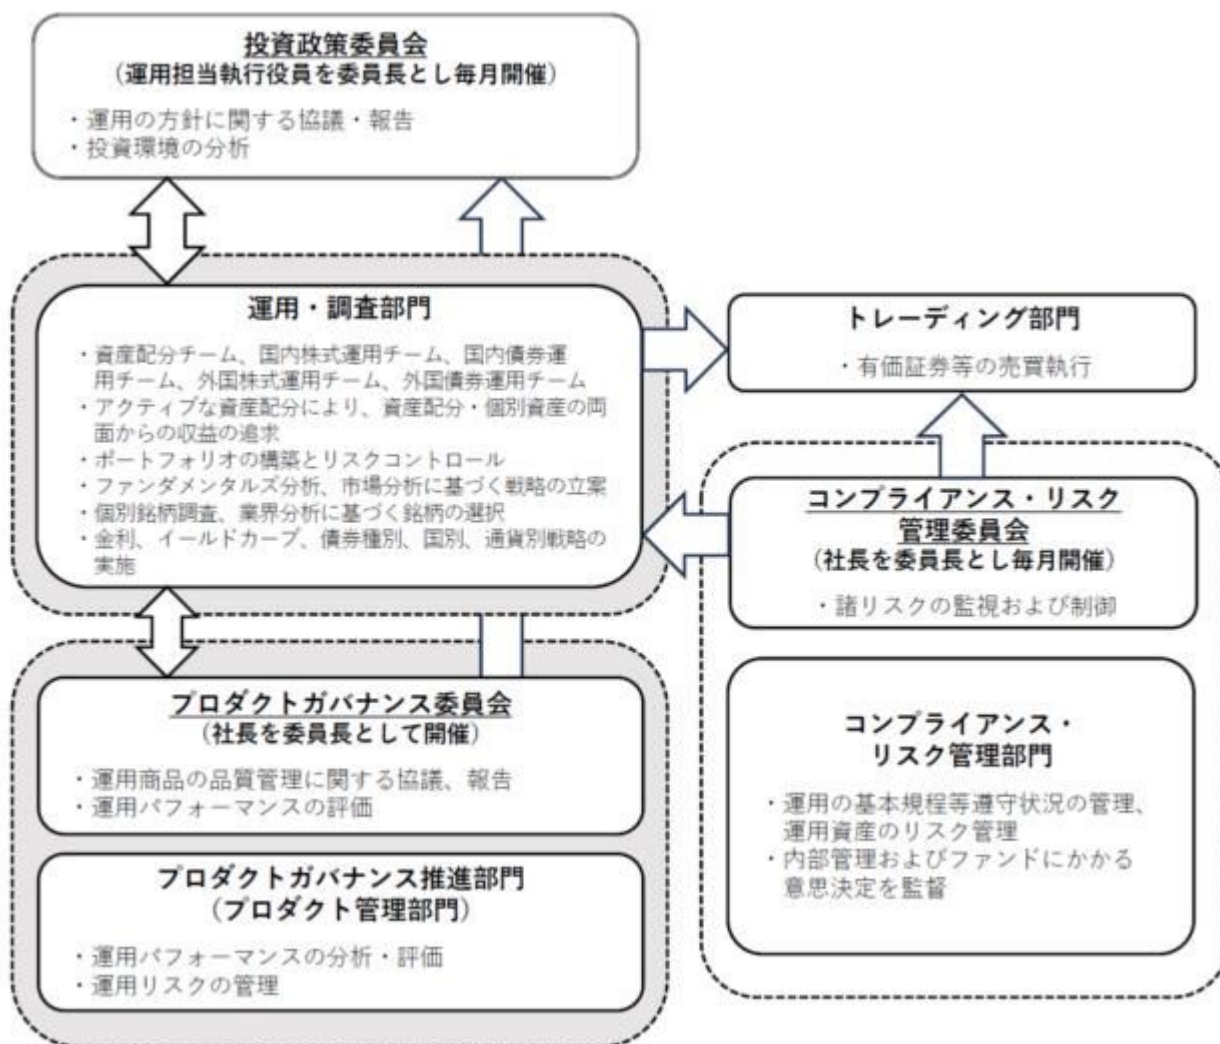 投資政策委員会
（運用担当執行役員を委員長とし毎月開催）
・運用の方針に関する協議・報告
・投資環境の分析
運用・調査部門
・資産配分チーム、国内株式運用チーム、国内債券運
用チーム、外国株式運用チーム、外国債券運用チーム
・アクティブな資産配分により、資産配分・個別資産の両
面からの収益の追求
・ポートフォリオの構築とリスクコントロール
・ファンダメンタルズ分析、市場分析に基づく戦略の立案
・個別銘柄調査、業界分析に基づく銘柄の選択
・金利、イールドカーブ、債券種別、国別、通貨別戦略の
実施
トレーディング部門
・有価証券等の売買執行
コンプライアンス・リスク
管理委員会
（社長を委員長とし毎月開催）
・諸リスクの監視および制御
コンプライアンス・
リスク管理部門
・運用の基本規程等遵守状況の管理、
運用資産のリスク管理
・内部管理およびファンドにかかる
意思決定を監督
プロダクトガバナンス委員会
（社長を委員長として開催）
・運用商品の品質管理に関する協議、報告
・運用パフォーマンスの評価
プロダクトガバナンス推進部門
（プロダクト管理部門）
・運用パフォーマンスの分析・評価
・運用リスクの管理